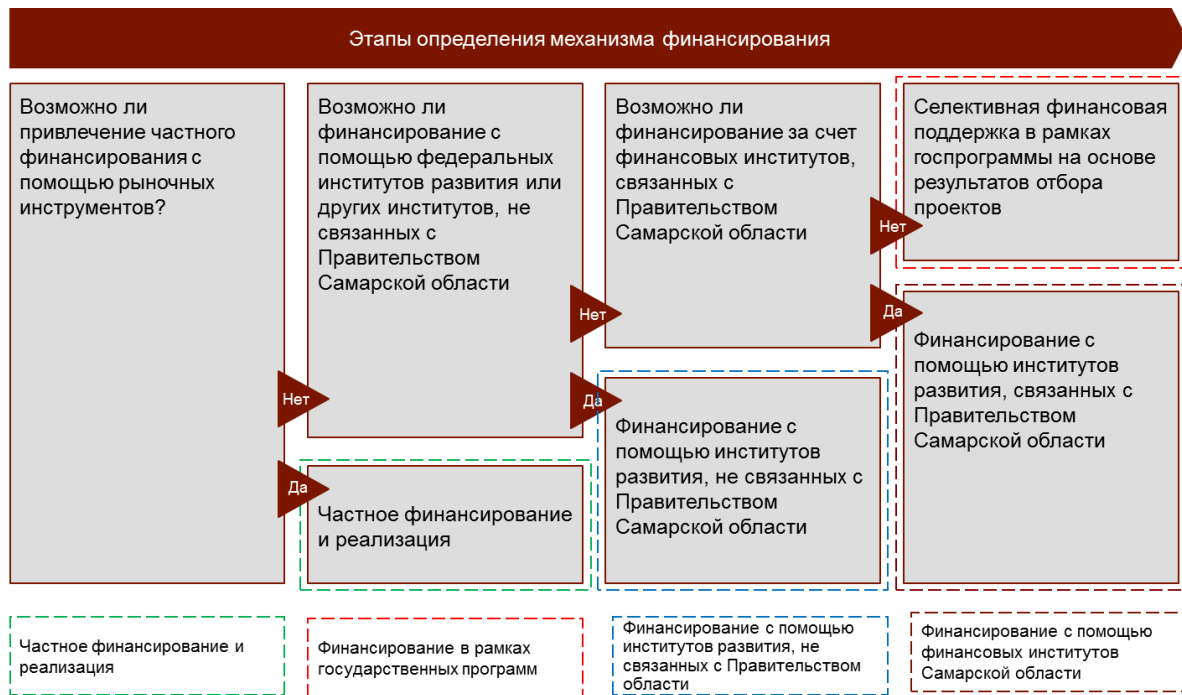 Этапы определения механизма финансирования
Возможно ли
привлечение частного
финансирования с
помощью рыночных
инструментов?
Нет
Да
Возможно ли
финансирование с
помощью федеральных
институтов развития или
других институтов, не
связанных с
Правительством
Самарской области
Нет
Да
Частное финансирование
и реализация
Возможно ли
финансирование за счет
финансовых институтов,
связанных с
Правительством
Самарской области
Нет
Да
Финансирование с
помощью институтов
развития, не связанных с
Правительством
Самарской области
Селективная финансовая
поддержка в рамках
госпрограммы на основе
результатов отбора
проектов
Финансирование с
помощью институтов
развития, связанных с
Правительством
Самарской области
Частное финансирование и
реализация
Финансирование в рамках
государственных программ
Финансирование с помощью
институтов развития, не
связанных с Правительством
области
Финансирование с помощью
финансовых институтов
Самарской области